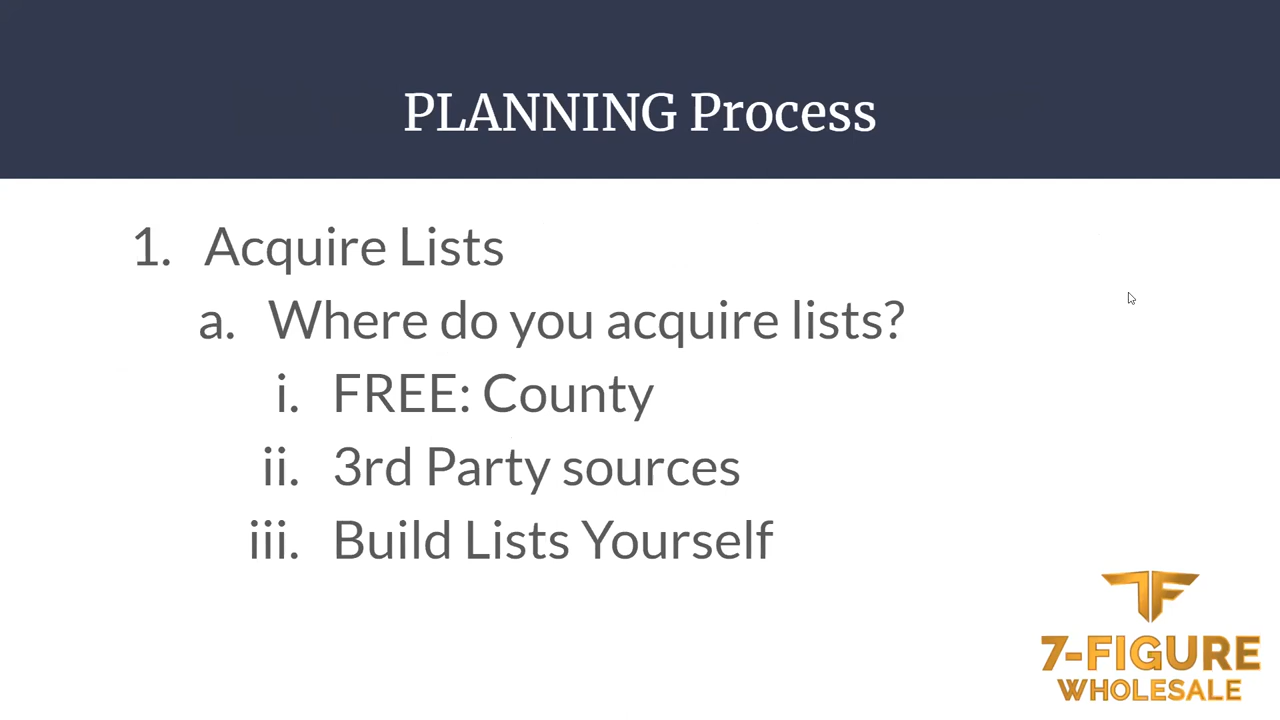 PLANNING Process
1. Acquire Lists
a. Where do you acquire lists?
i. FREE: County
ii. 3rd Party sources
iii. Build Lists Yourself
7-FIGURE
WHOLESALE